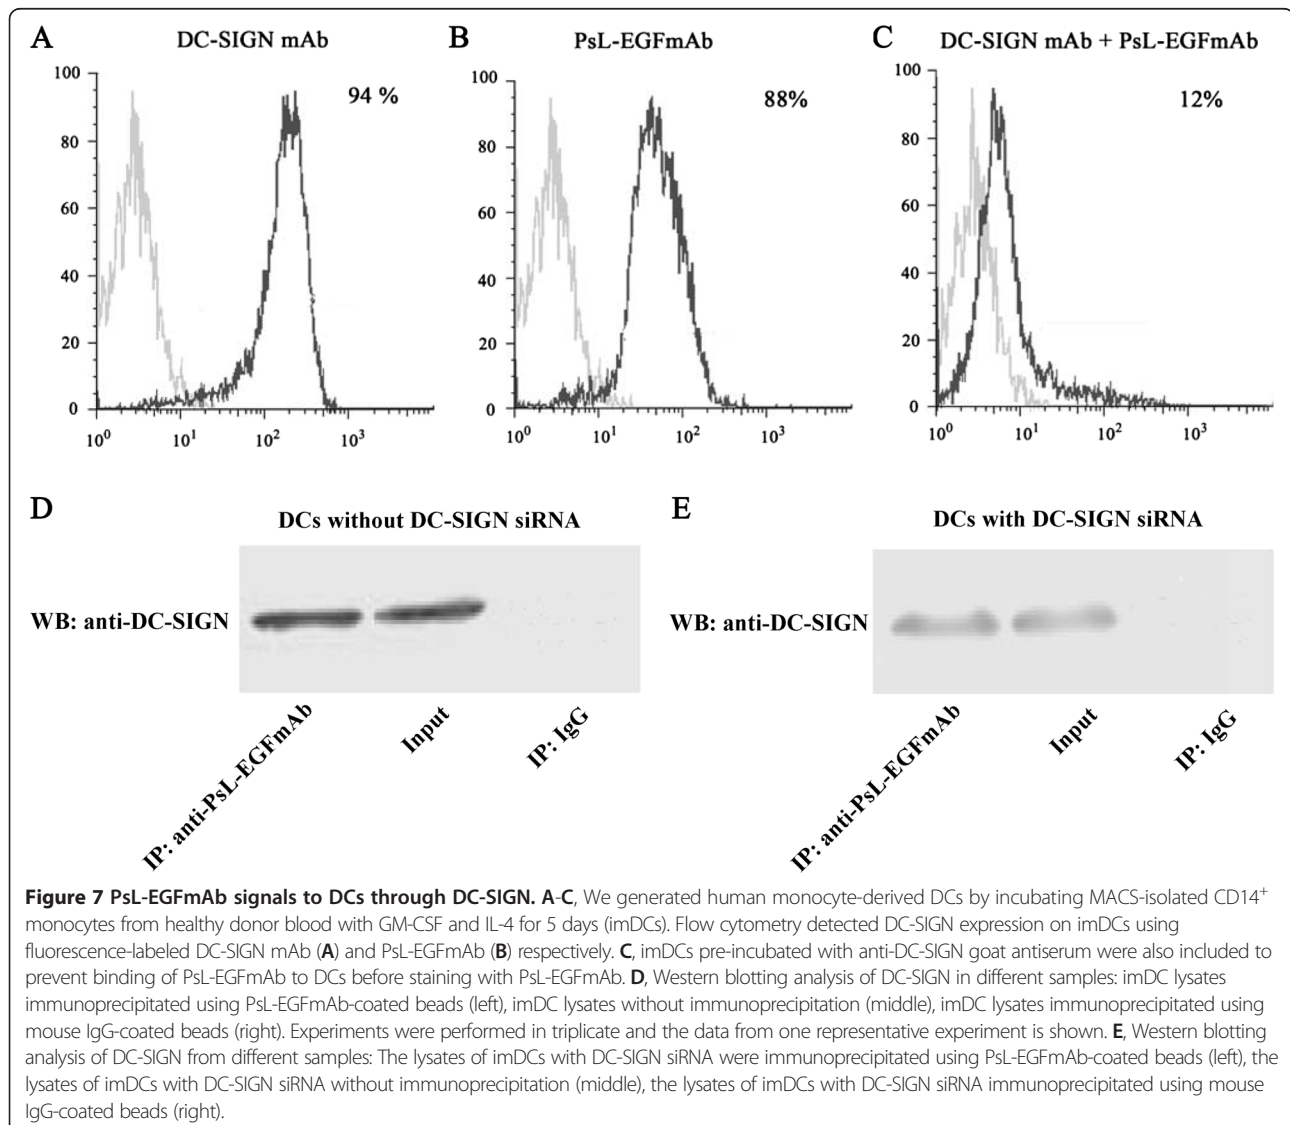 A
DC-SIGN mAb
94 %
100
80
60
40
20
0
10⁰ 10¹ 10² 10³
B
PsL-EGFmAb
88%
100
80
60
40
20
0
10⁰ 10¹ 10² 10³
C
DC-SIGN mAb + PsL-EGFmAb
12%
100
80
60
40
20
0
10⁰ 10¹ 10² 10³
D
DCs without DC-SIGN siRNA
WB: anti-DC-SIGN
IP: anti-PsL-EGFmAb
Input
IP: IgG
E
DCs with DC-SIGN siRNA
WB: anti-DC-SIGN
IP: anti-PsL-EGFmAb
Input
IP: IgG
Figure 7 PsL-EGFmAb signals to DCs through DC-SIGN. A-C, We generated human monocyte-derived DCs by incubating MACS-isolated CD14⁺
monocytes from healthy donor blood with GM-CSF and IL-4 for 5 days (imDCs). Flow cytometry detected DC-SIGN expression on imDCs using
fluorescence-labeled DC-SIGN mAb (A) and PsL-EGFmAb (B) respectively. C, imDCs pre-incubated with anti-DC-SIGN goat antiserum were also included to
prevent binding of PsL-EGFmAb to DCs before staining with PsL-EGFmAb. D, Western blotting analysis of DC-SIGN in different samples: imDC lysates
immunoprecipitated using PsL-EGFmAb-coated beads (left), imDC lysates without immunoprecipitation (middle), imDC lysates immunoprecipitated using
mouse IgG-coated beads (right). Experiments were performed in triplicate and the data from one representative experiment is shown. E, Western blotting
analysis of DC-SIGN from different samples: The lysates of imDCs with DC-SIGN siRNA were immunoprecipitated using PsL-EGFmAb-coated beads (left), the
lysates of imDCs with DC-SIGN siRNA without immunoprecipitation (middle), the lysates of imDCs with DC-SIGN siRNA immunoprecipitated using mouse
IgG-coated beads (right).